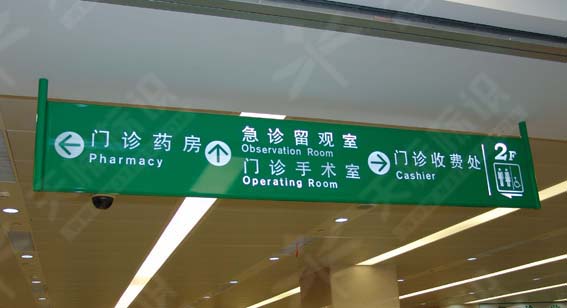 门诊药房
Pharmacy
急诊留观室
Observation Room
门诊手术室
Operating Room
门诊收费处
Cashier
2F